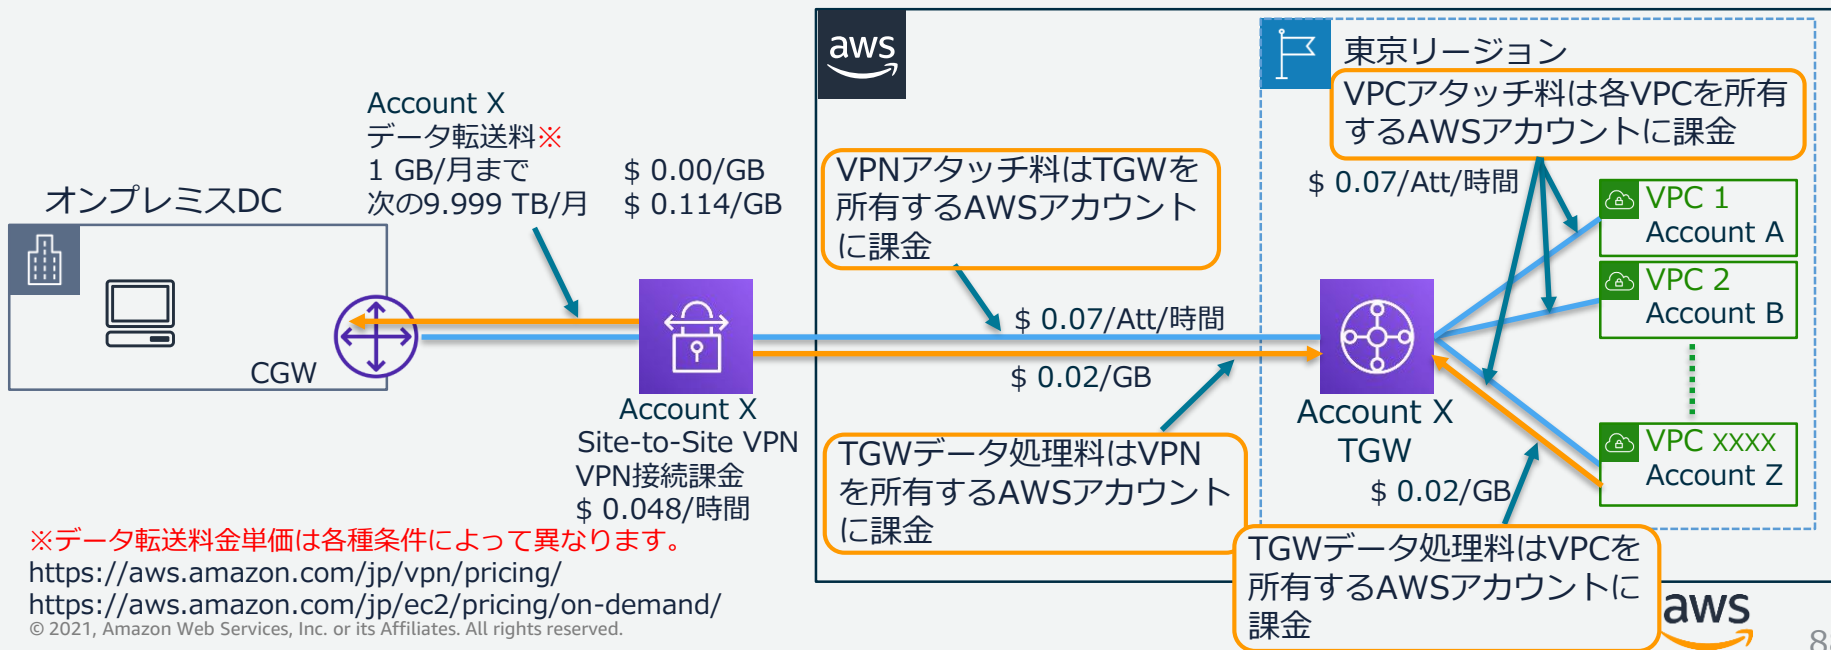 aws
東京リージョン
VPCアタッチ料は各VPCを所有
するAWSアカウントに課金
Account X
データ転送料※
1 GB/月まで $ 0.00/GB
次の9.999 TB/月 $ 0.114/GB
VPNアタッチ料はTGWを
所有するAWSアカウント
に課金
$ 0.07/Att/時間
オンプレミスDC
VPC 1
Account A
VPC 2
Account B
$ 0.07/Att/時間
CGW
$ 0.02/GB
Account X
Site-to-Site VPN
VPN接続課金
$ 0.048/時間
Account X
TGW
VPC xxxx
Account Z
TGWデータ処理料はVPN
を所有するAWSアカウント
に課金
$ 0.02/GB
TGWデータ処理料はVPCを
所有するAWSアカウントに
課金
※データ転送料金単価は各種条件によって異なります。
https://aws.amazon.com/jp/vpn/pricing/
https://aws.amazon.com/jp/ec2/pricing/on-demand/
© 2021, Amazon Web Services, Inc. or its Affiliates. All rights reserved.
aws